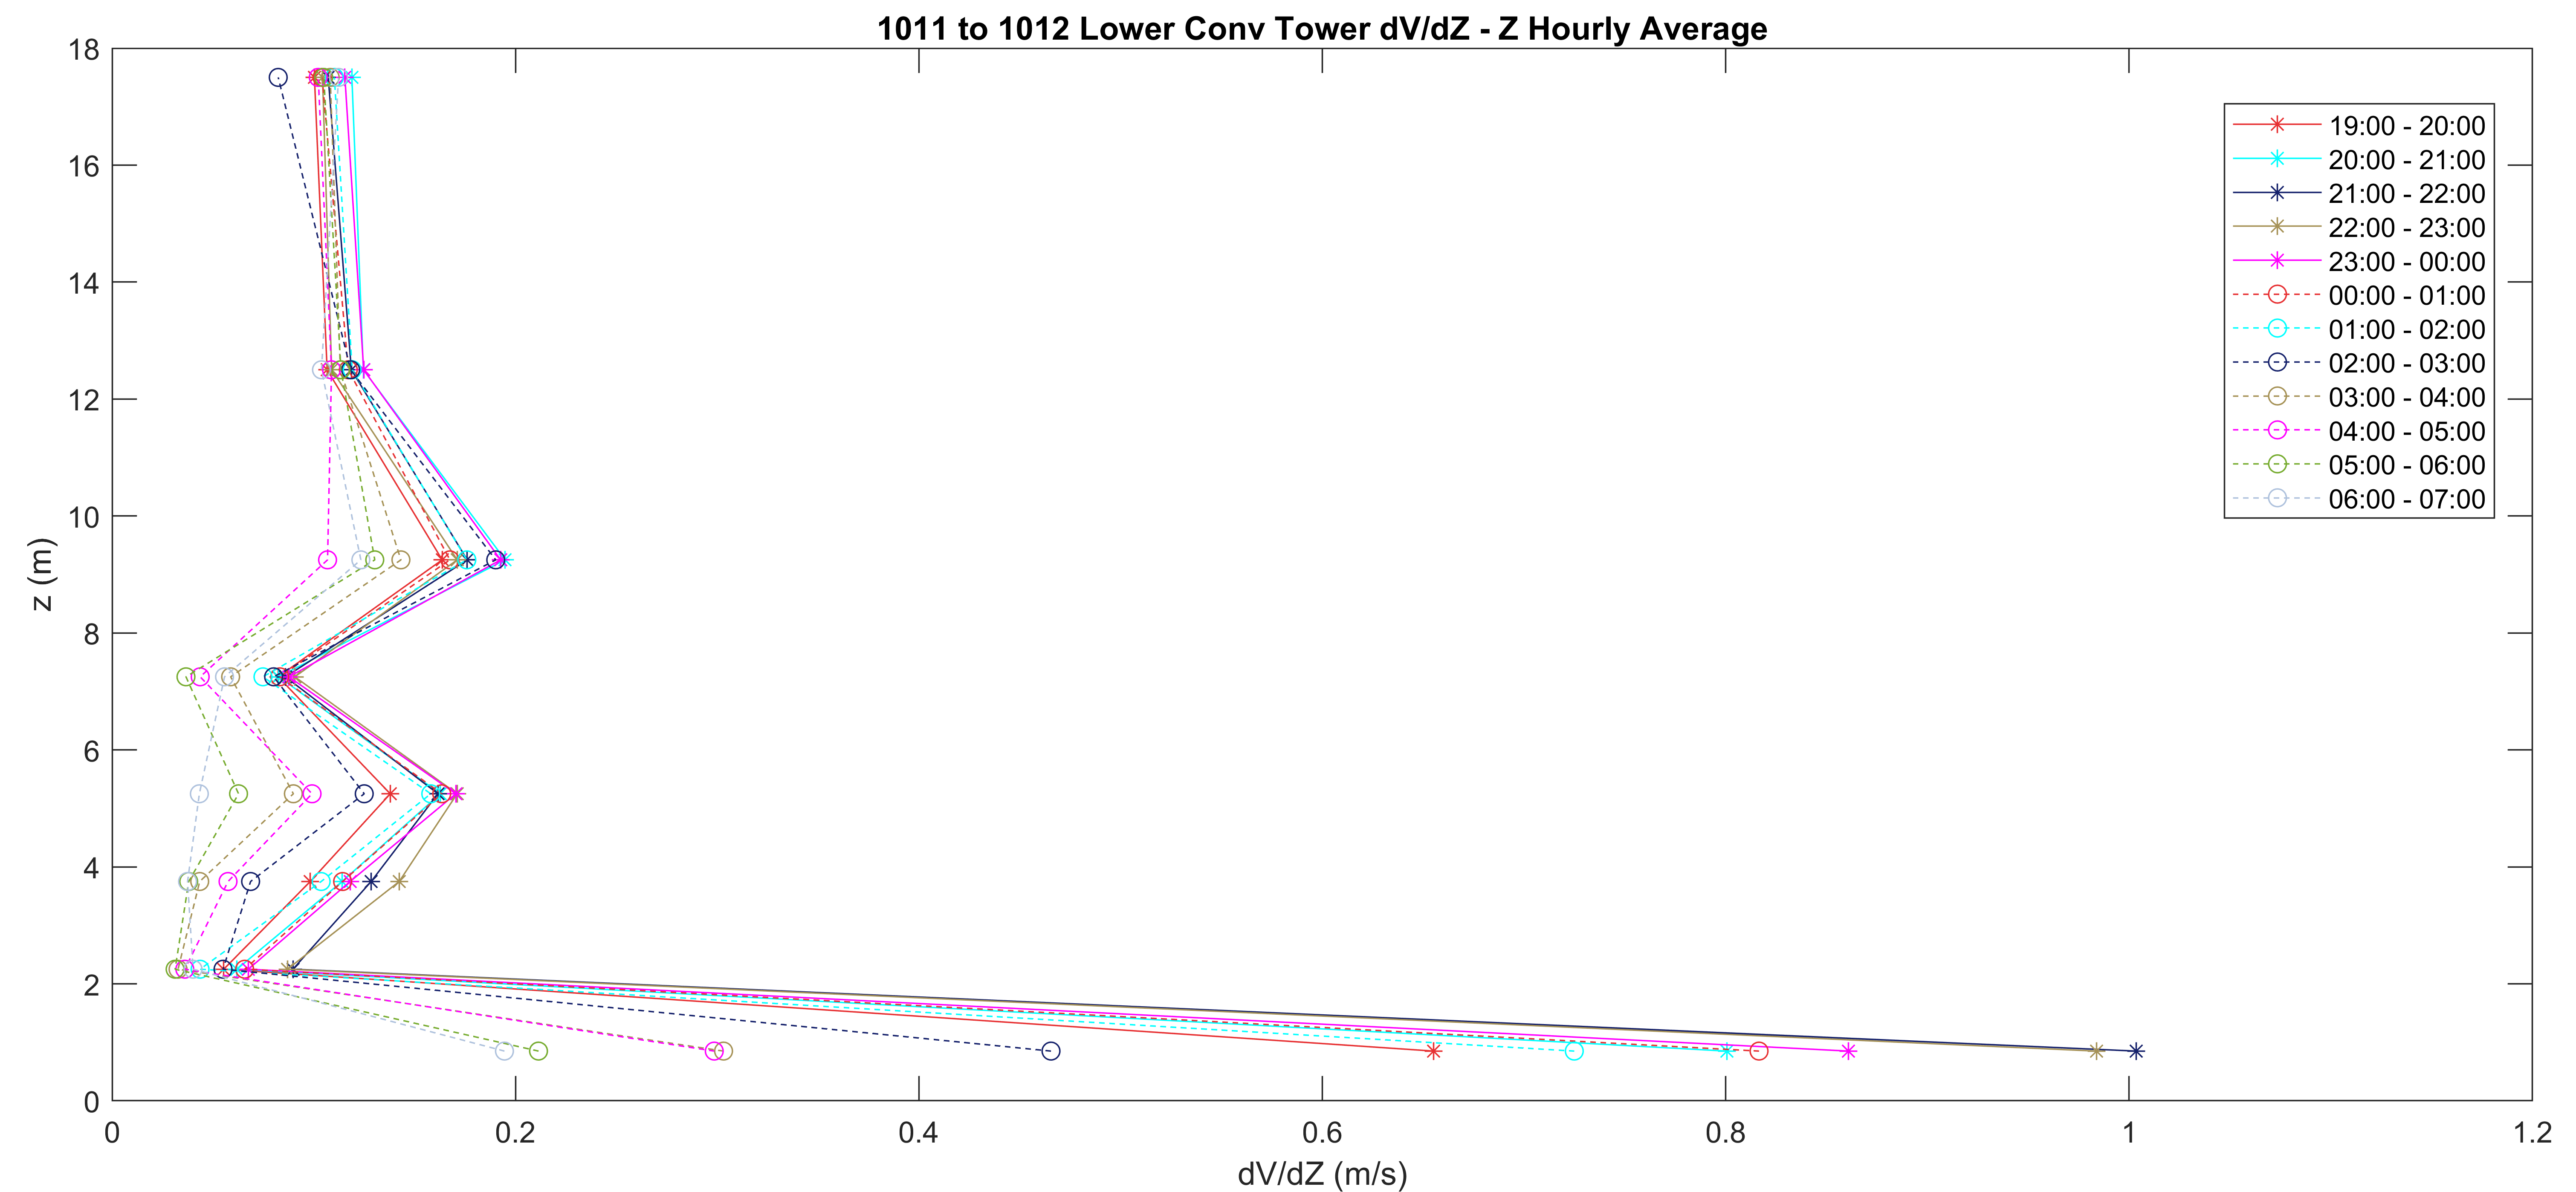 1011 to 1012 Lower Conv Tower dV/dZ - Z Hourly Average
18
16
14
12
10
8
6
4
2
0
z (m)
19:00 - 20:00
20:00 - 21:00
21:00 - 22:00
22:00 - 23:00
23:00 - 00:00
00:00 - 01:00
01:00 - 02:00
02:00 - 03:00
03:00 - 04:00
04:00 - 05:00
05:00 - 06:00
06:00 - 07:00
0 0.2 0.4 0.6 0.8 1 1.2
dV/dZ (m/s)